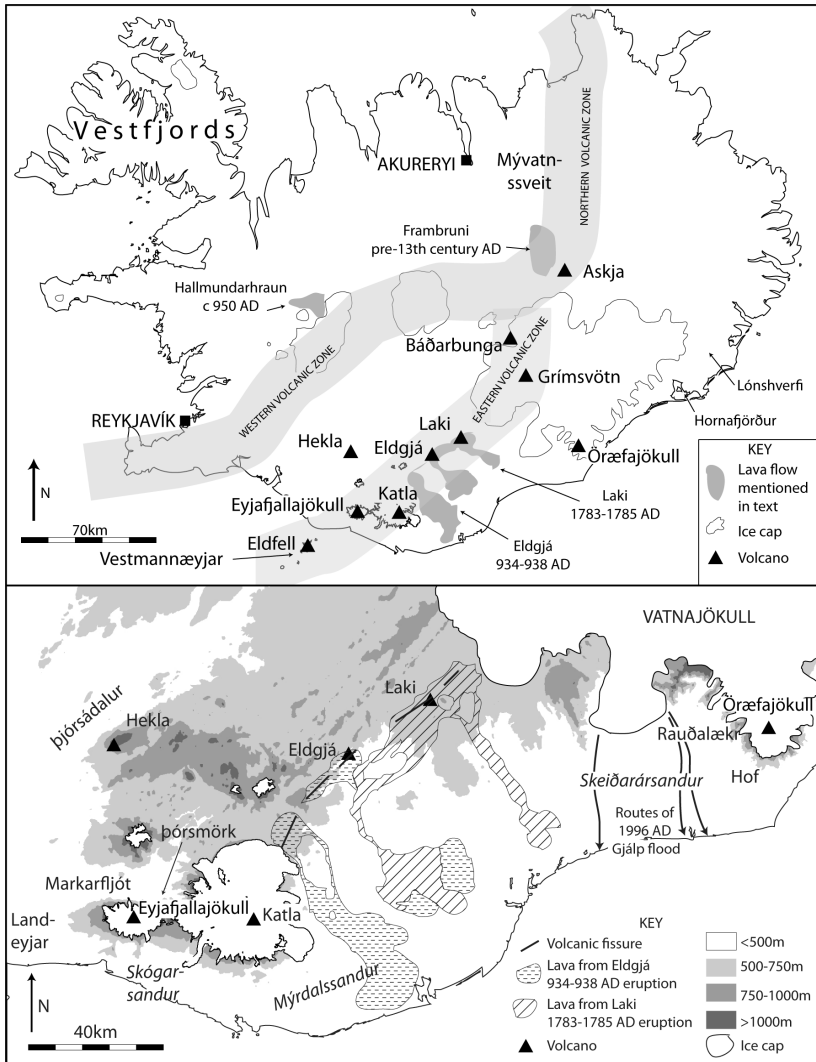 Vestfjords
AKURERYI
Mývatn-
ssveit
NORTHERN VOLCANIC ZONE
Frambruni
pre-13th century AD
Askja
Hallmundarhraun
c 950 AD
WESTERN VOLCANIC ZONE
Báðarbunga
EASTERN VOLCANIC ZONE
Grímsvötn
Lónshverfi
Hornafjörður
REYKJAVÍK
Hekla
Laki
Eldgjá
Öræfajökull
N
Eyjafjallajökull
Katla
Laki
1783-1785 AD
70km
Eldfell
Vestmannæyjar
Eldgjá
934-938 AD
KEY
Lava flow
mentioned
in text
Ice cap
Volcano
VATNAJÖKULL
þjórsádalur
Hekla
Laki
Eldgjá
Öræfajökull
Rauðalækr
Skeiðarársandur
Hof
Routes of
1996 AD
Gjálp flood
þórsmörk
Markarfljót
Eyjafjallajökull
Katla
Land-
eyjar
Skógar-
sandur
Mýrdalssandur
N
40km
KEY
Volcanic fissure
Lava from Eldgjá
934-938 AD eruption
Lava from Laki
1783-1785 AD eruption
Volcano
<500m
500-750m
750-1000m
>1000m
Ice cap